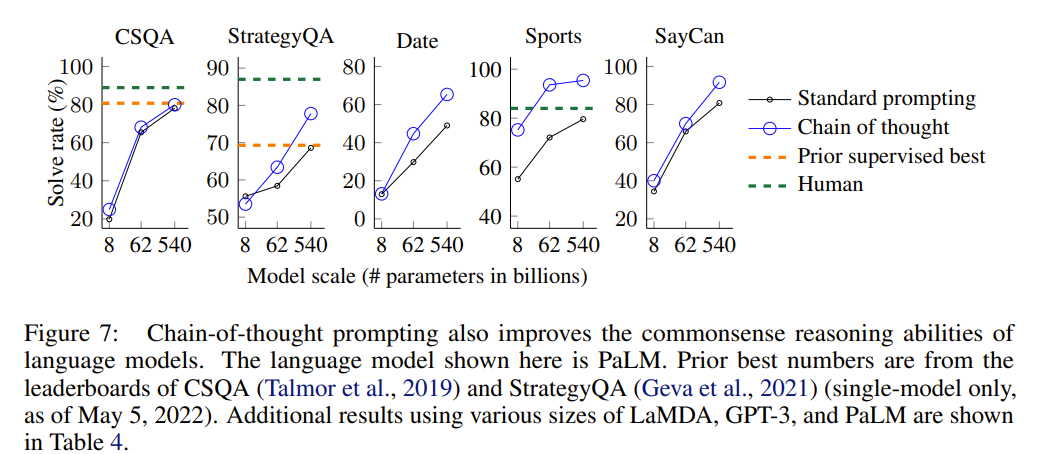 CSQA StrategyQA Date Sports SayCan
Solve rate (%)
100
80
60
40
20
90
80
70
60
50
80
60
40
20
0
100
80
60
40
100
80
60
40
20
8 62 540 8 62 540 8 62 540 8 62 540 8 62 540
Model scale (# parameters in billions)
Standard prompting
Chain of thought
Prior supervised best
Human
Figure 7: Chain-of-thought prompting also improves the commonsense reasoning abilities of
language models. The language model shown here is PaLM. Prior best numbers are from the
leaderboards of CSQA (Talmor et al., 2019) and StrategyQA (Geva et al., 2021) (single-model only,
as of May 5, 2022). Additional results using various sizes of LaMDA, GPT-3, and PaLM are shown
in Table 4.